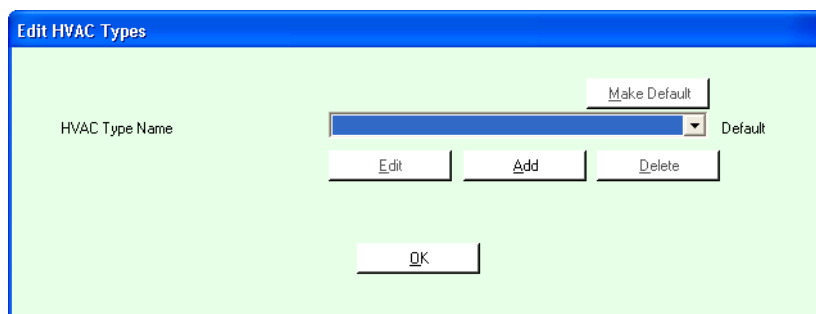 Edit HVAC Types
Make Default
HVAC Type Name
Default
Edit
Add
Delete
OK